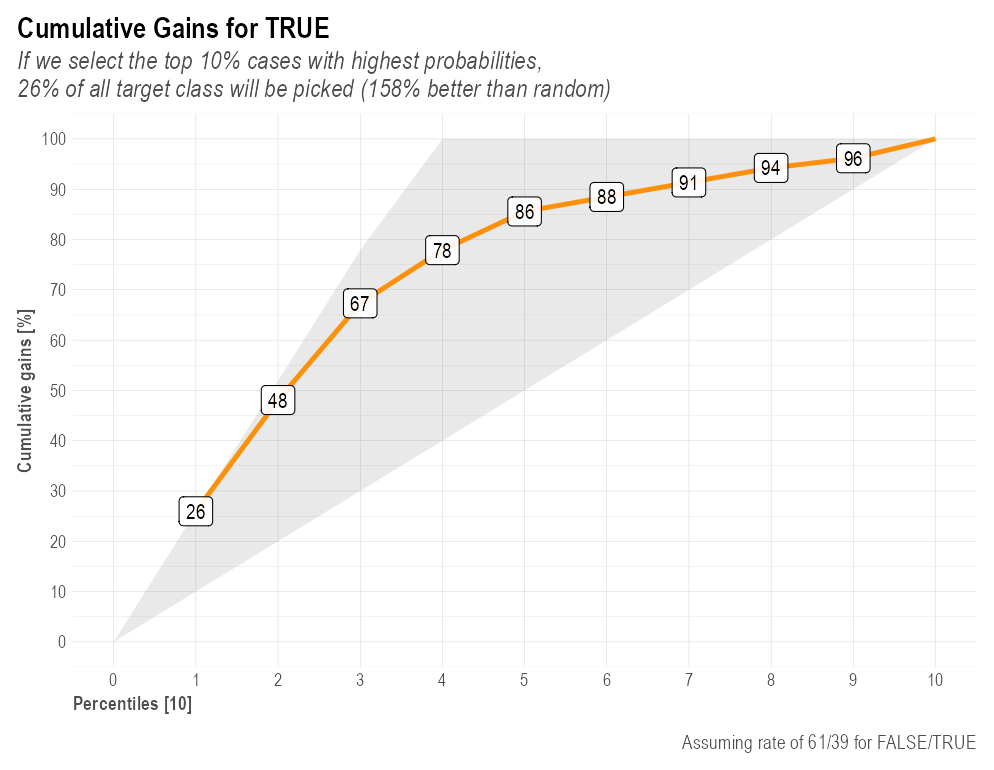 Cumulative Gains for TRUE
If we select the top 10% cases with highest probabilities,
26% of all target class will be picked (158% better than random)
Cumulative gains [%]
100
90
80
70
60
50
40
30
20
10
0
26
48
67
78
86
88
91
94
96
0 1 2 3 4 5 6 7 8 9 10
Percentiles [10]
Assuming rate of 61/39 for FALSE/TRUE